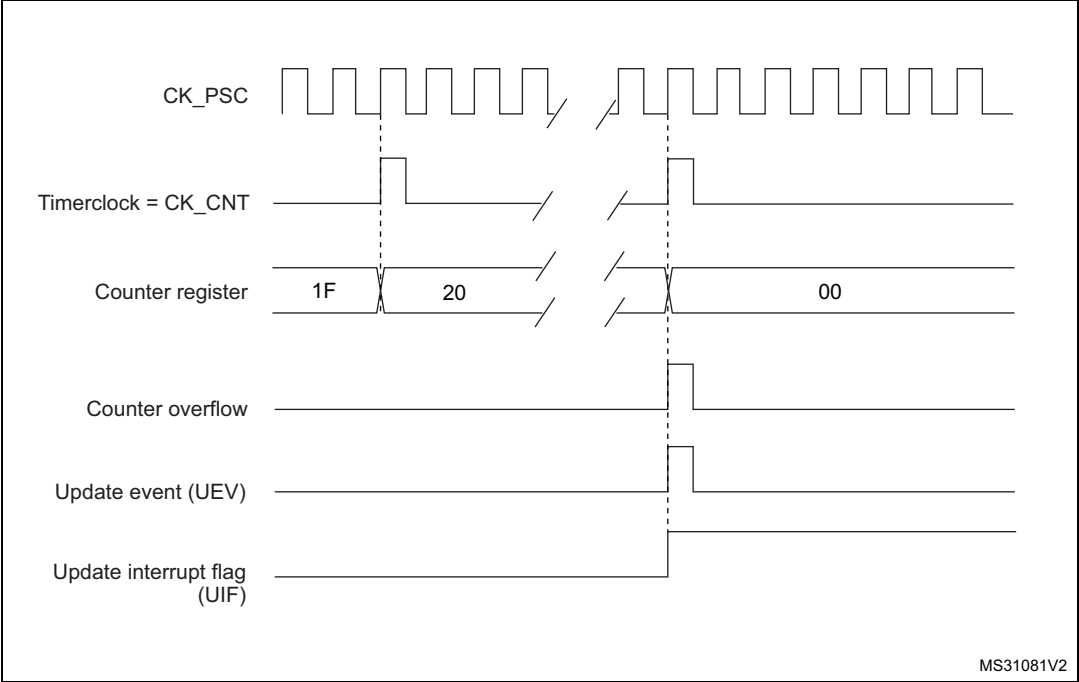 CK_PSC
Timerclock = CK_CNT
Counter register
1F
20
00
Counter overflow
Update event (UEV)
Update interrupt flag
(UIF)
MS31081V2